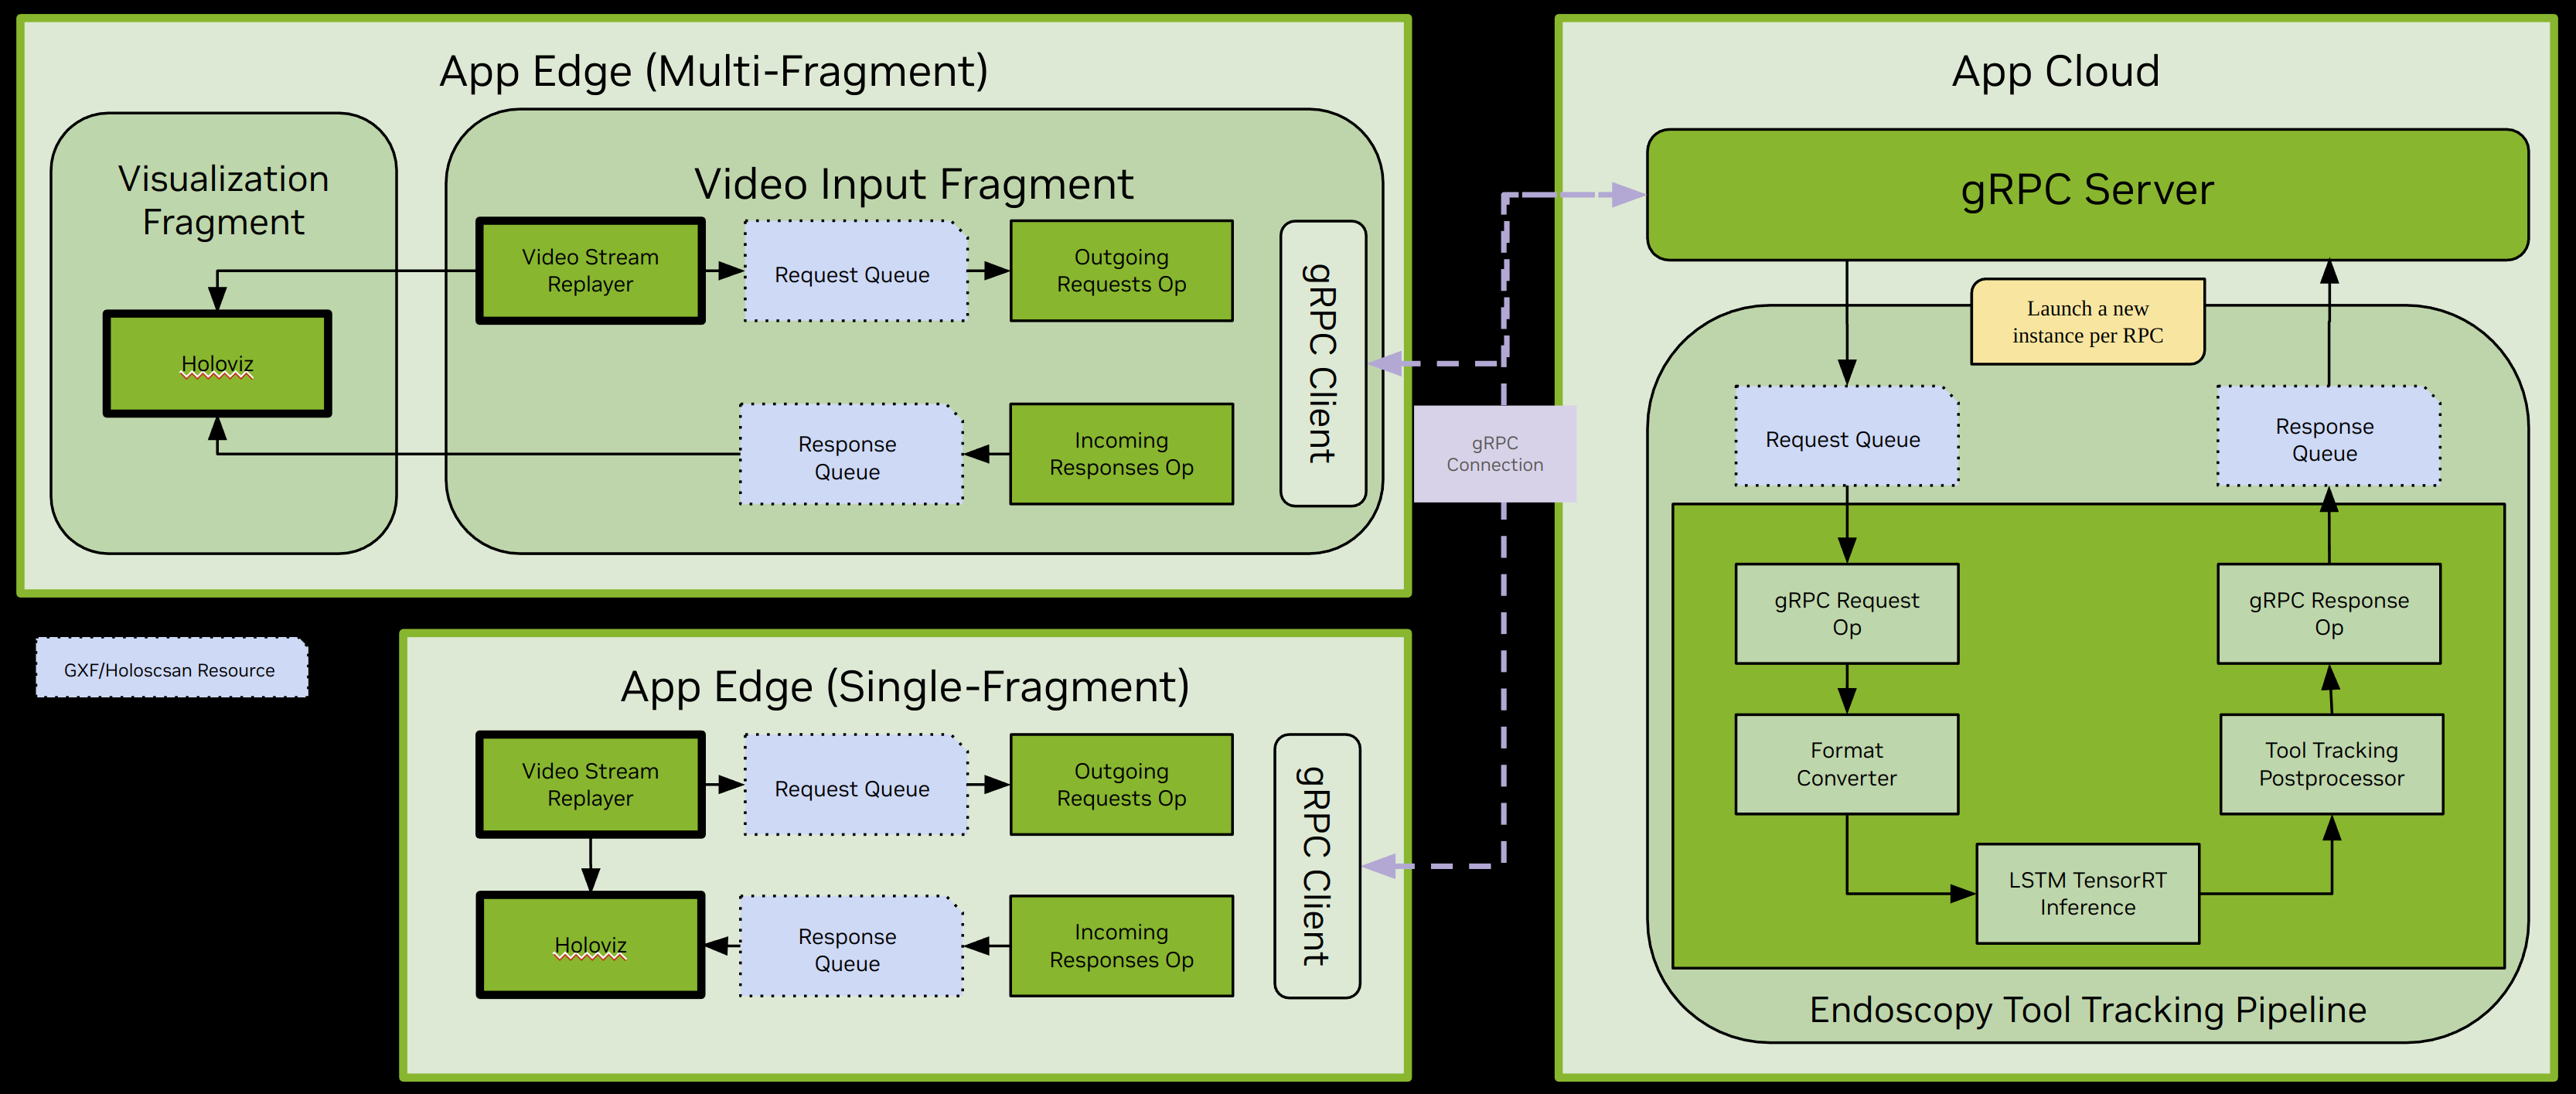 App Edge (Multi-Fragment)
Visualization
Fragment
Holoviz
Video Input Fragment
Video Stream
Replayer
Request Queue
Outgoing
Requests Op
Response
Queue
Incoming
Responses Op
gRPC Client
gRPC
Connection
GXF/Holoscsan Resource
App Edge (Single-Fragment)
Video Stream
Replayer
Request Queue
Outgoing
Requests Op
Holoviz
Response
Queue
Incoming
Responses Op
gRPC Client
App Cloud
gRPC Server
Launch a new
instance per RPC
Request Queue
Response
Queue
gRPC Request
Op
gRPC Response
Op
Format
Converter
Tool Tracking
Postprocessor
LSTM TensorRT
Inference
Endoscopy Tool Tracking Pipeline